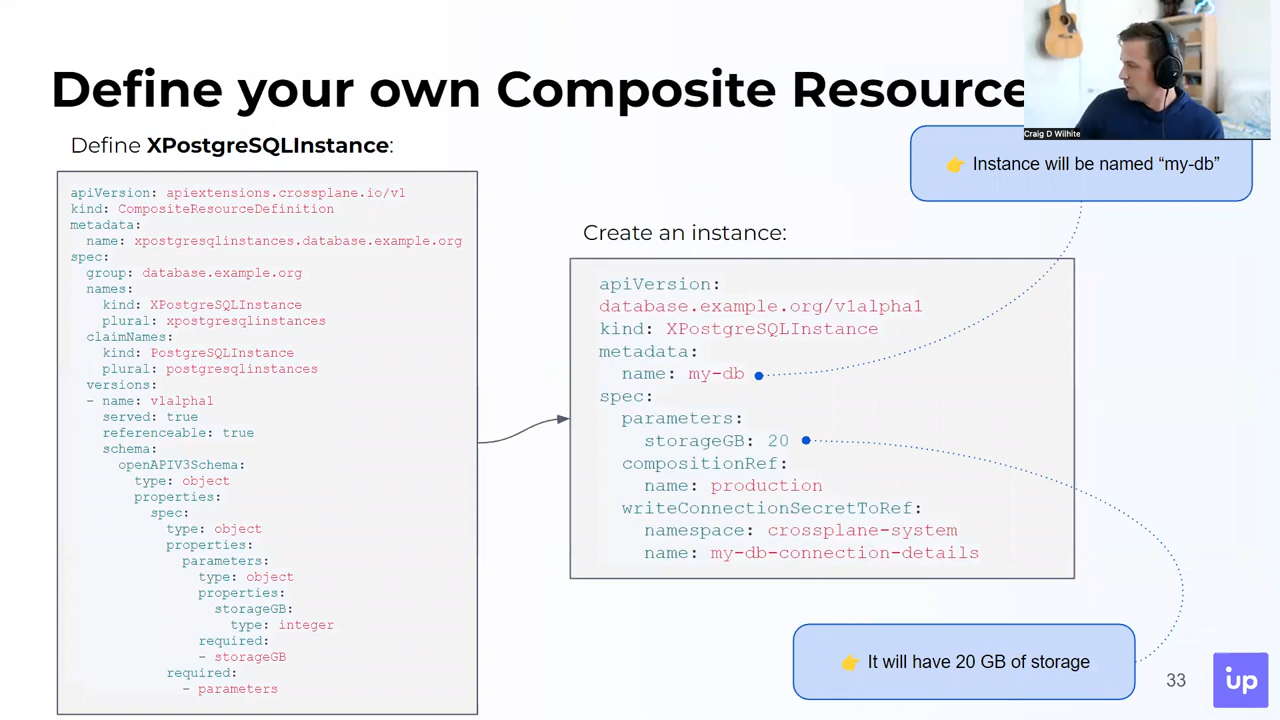 Define your own Composite Resource
Craig D Wilhite
Define XPostgreSQLInstance:
apiVersion: apiextensions.crossplane.io/v1
kind: CompositeResourceDefinition
metadata:
  name: xpostgresqlinstances.database.example.org
spec:
  group: database.example.org
  names:
    kind: XPostgreSQLInstance
    plural: xpostgresqlinstances
  claimNames:
    kind: PostgreSQLInstance
    plural: postgresqlinstances
  versions:
  - name: v1alpha1
    served: true
    referenceable: true
    schema:
      openAPIV3Schema:
        type: object
        properties:
          spec:
            type: object
            properties:
              parameters:
                type: object
                properties:
                  storageGB:
                    type: integer
                required:
                - storageGB
            required:
              - parameters
👉 Instance will be named “my-db”
Create an instance:
apiVersion:
database.example.org/v1alpha1
kind: XPostgreSQLInstance
metadata:
  name: my-db
spec:
  parameters:
    storageGB: 20
  compositionRef:
    name: production
  writeConnectionSecretToRef:
    namespace: crossplane-system
    name: my-db-connection-details
👉 It will have 20 GB of storage
33
up